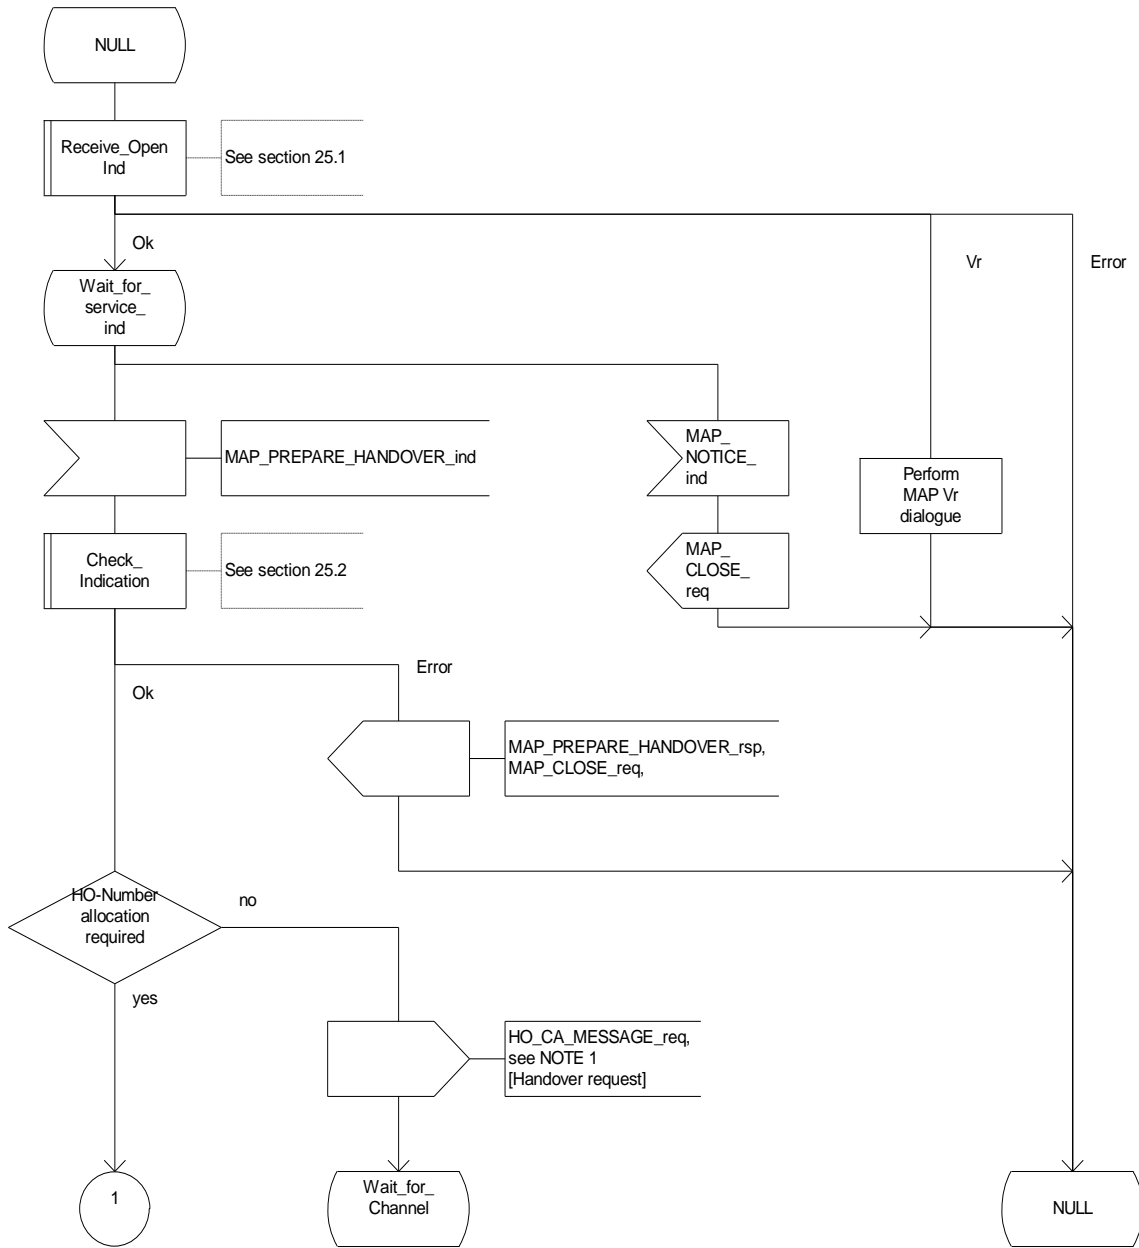 NULL
Receive_Open
Ind
See section 25.1
Ok
Vr
Error
Wait_for_
service_
ind
MAP_PREPARE_HANDOVER_ind
MAP_
NOTICE_
ind
Perform
MAP Vr
dialogue
Check_
Indication
See section 25.2
MAP_
CLOSE_
req
Ok
Error
MAP_PREPARE_HANDOVER_rsp,
MAP_CLOSE_req,
HO-Number
allocation
required
no
yes
HO_CA_MESSAGE_req,
see NOTE 1
[Handover request]
1
Wait_for_
Channel
NULL